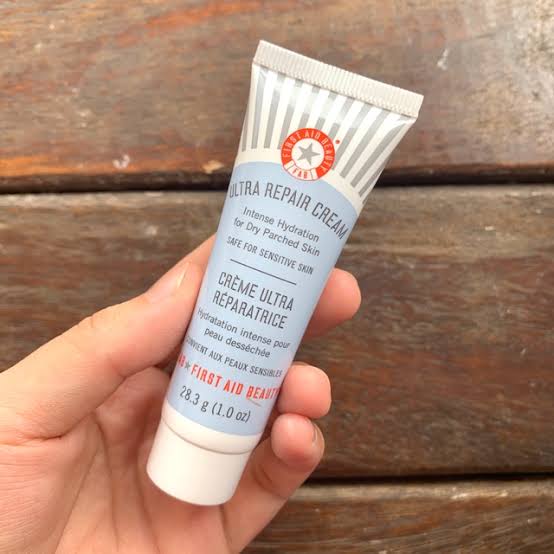 FIRST AID BEAUTY
FAB
ULTRA REPAIR CREAM
Intense Hydration
for Dry Parched Skin
SAFE FOR SENSITIVE SKIN
CRÈME ULTRA
RÉPARATRICE
Hydratation intense pour
peau desséchée
CONVIENT AUX PEAUX SENSIBLES
FIRST AID BEAUTY
28.3 g (1.0 oz)